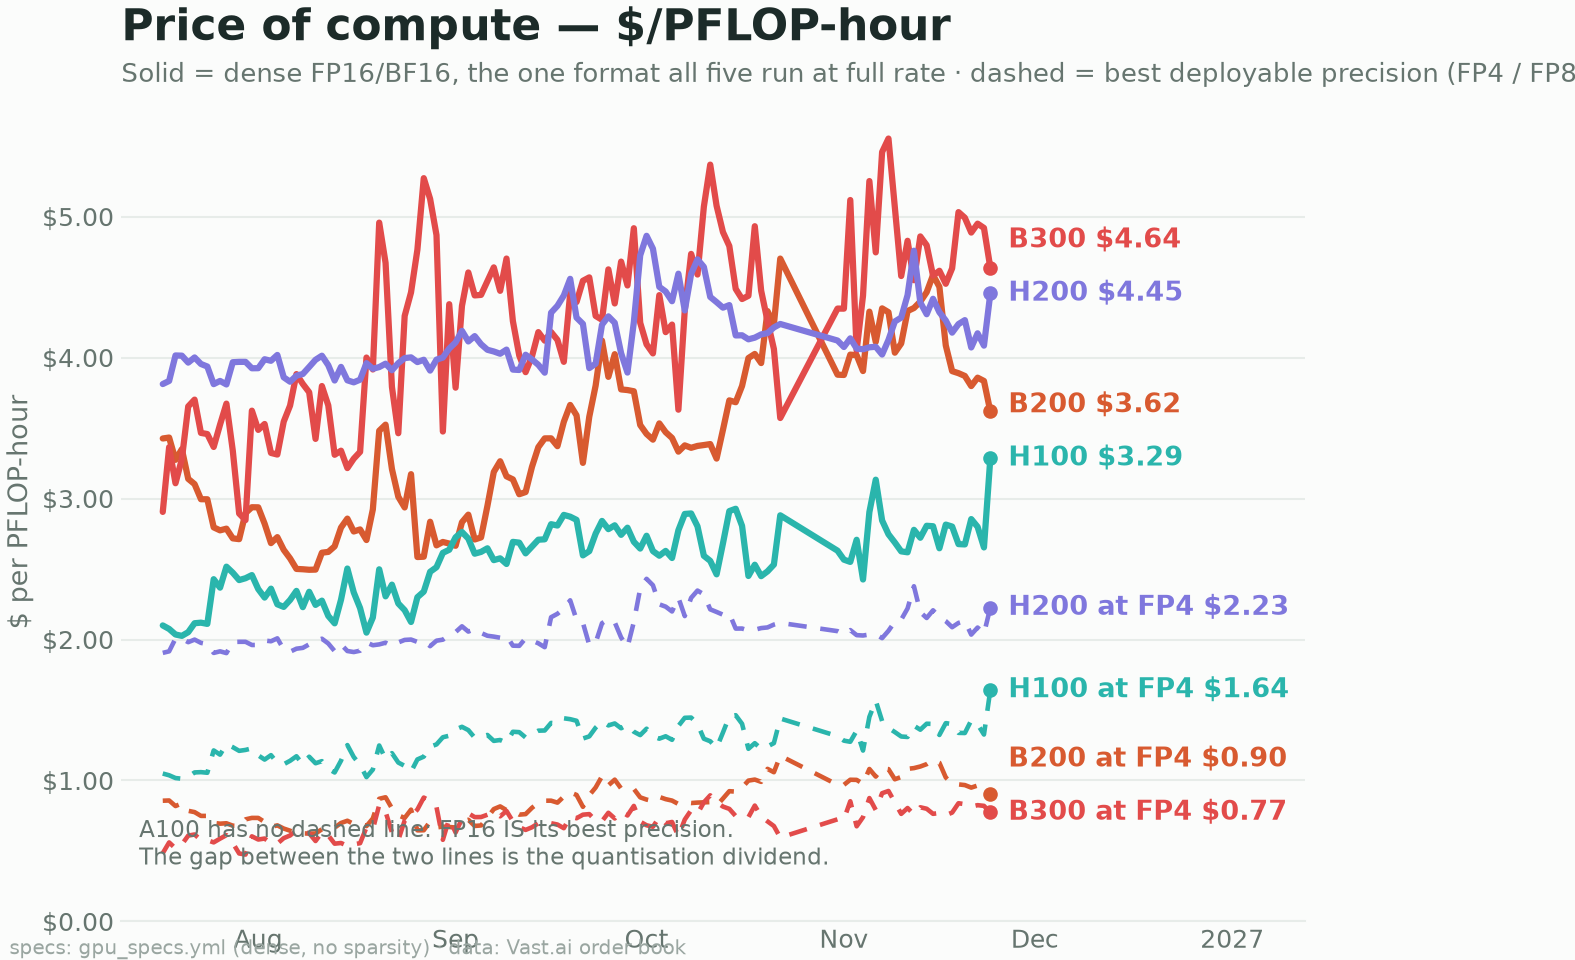 Price of compute — $/PFLOP-hour
Solid = dense FP16/BF16, the one format all five run at full rate · dashed = best deployable precision (FP4 / FP8
$5.00
$4.00
$3.00
$2.00
$1.00
$0.00
$ per PFLOP-hour
B300 $4.64
H200 $4.45
B200 $3.62
H100 $3.29
H200 at FP4 $2.23
H100 at FP4 $1.64
B200 at FP4 $0.90
B300 at FP4 $0.77
A100 has no dashed line: FP16 IS its best precision.
The gap between the two lines is the quantisation dividend.
Aug Sep Oct Nov Dec 2027
specs: gpu_specs.yml (dense, no sparsity) · data: Vast.ai order book